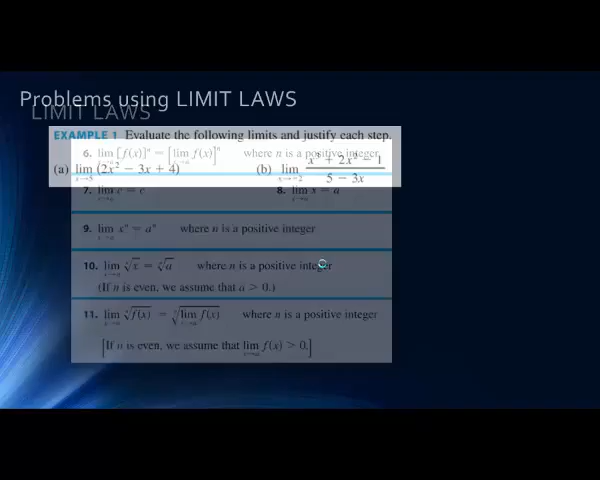 Problems using LIMIT LAWS
LIMIT LAWS
EXAMPLE 1 Evaluate the following limits and justify each step.
6. lim [f(x)]ⁿ = [lim f(x)]ⁿ where n is a positive integer
x→a x→a
(a) lim (2x² − 3x + 4) (b) lim (x³ + 2x² − 1)/(5 − 3x)
x→5 x→−2
7. lim c = c 8. lim x = a
x→a x→a
9. lim xⁿ = aⁿ where n is a positive integer
x→a
10. lim ⁿ√x = ⁿ√a where n is a positive integer
x→a
(If n is even, we assume that a > 0.)
11. lim ⁿ√f(x) = ⁿ√lim f(x) where n is a positive integer
x→a x→a
[If n is even, we assume that lim f(x) > 0.]
x→a